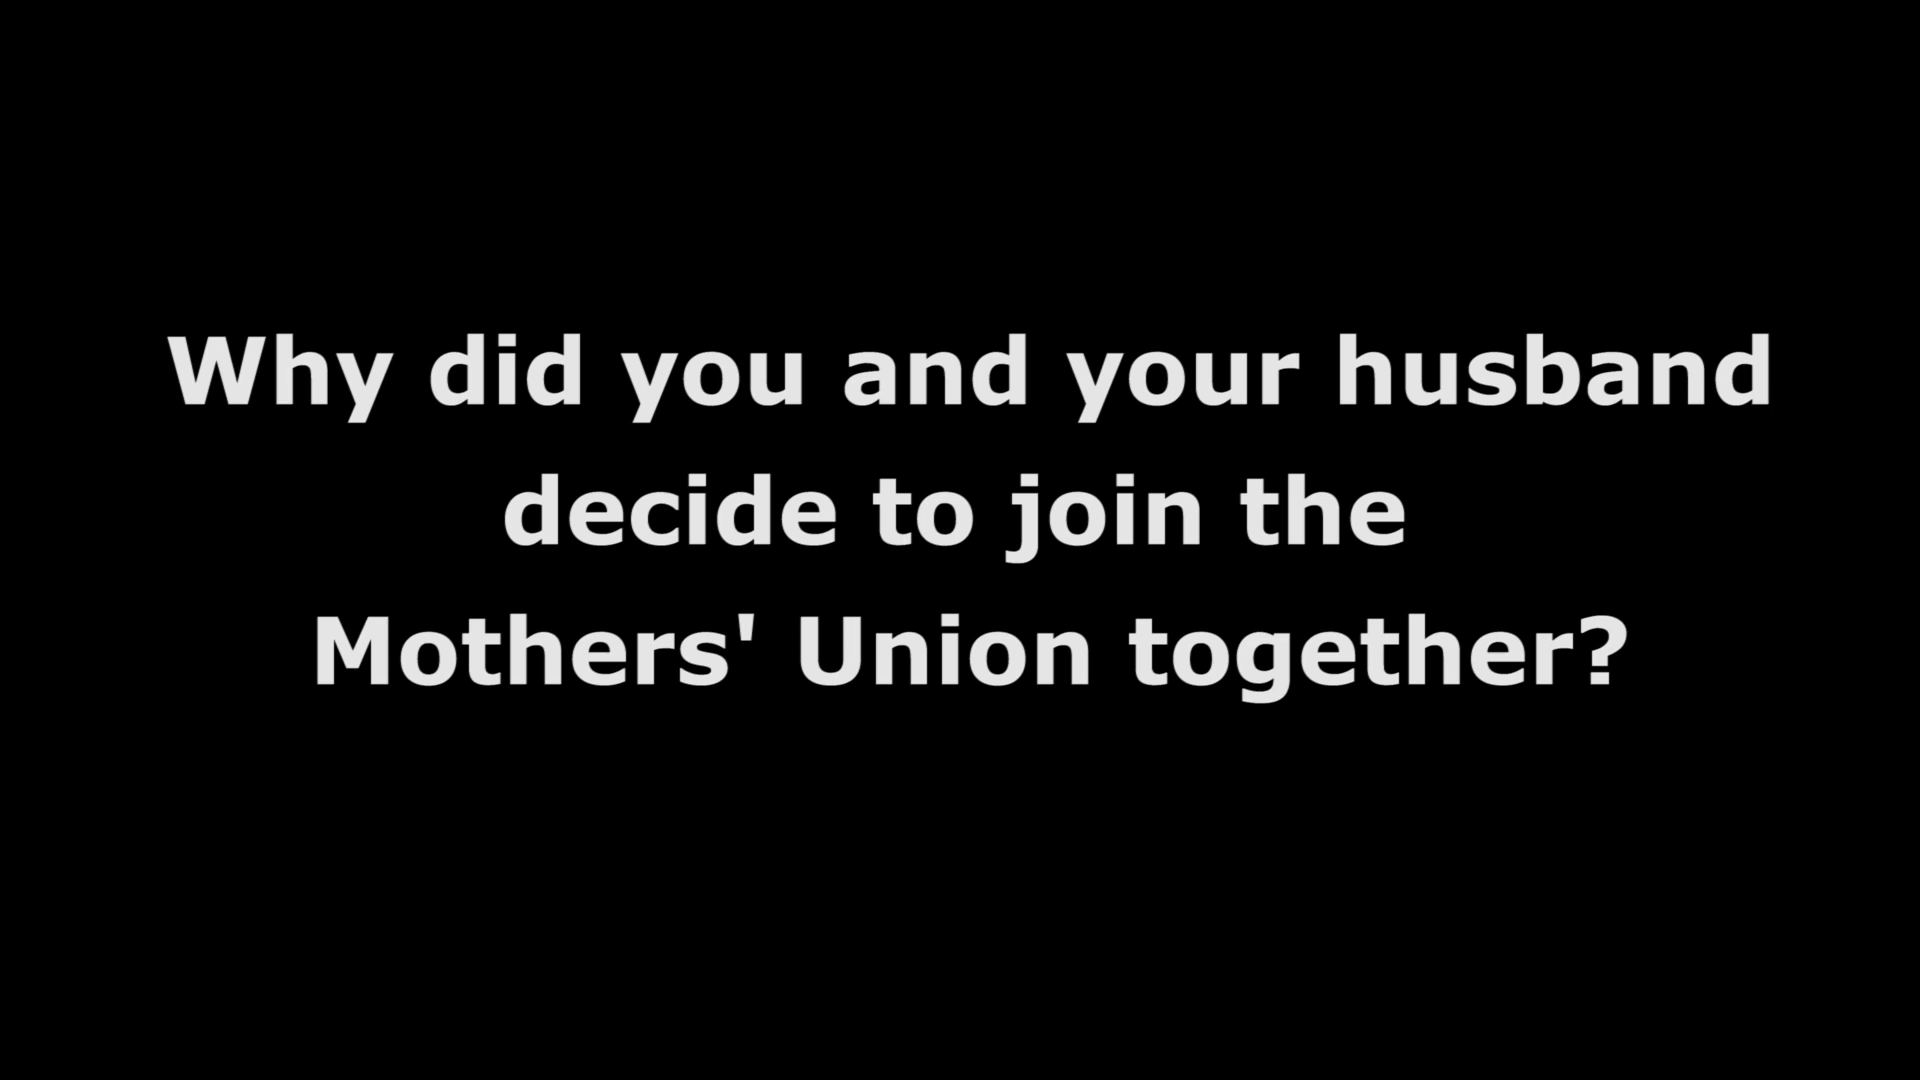 Why did you and your husband
decide to join the
Mothers' Union together?